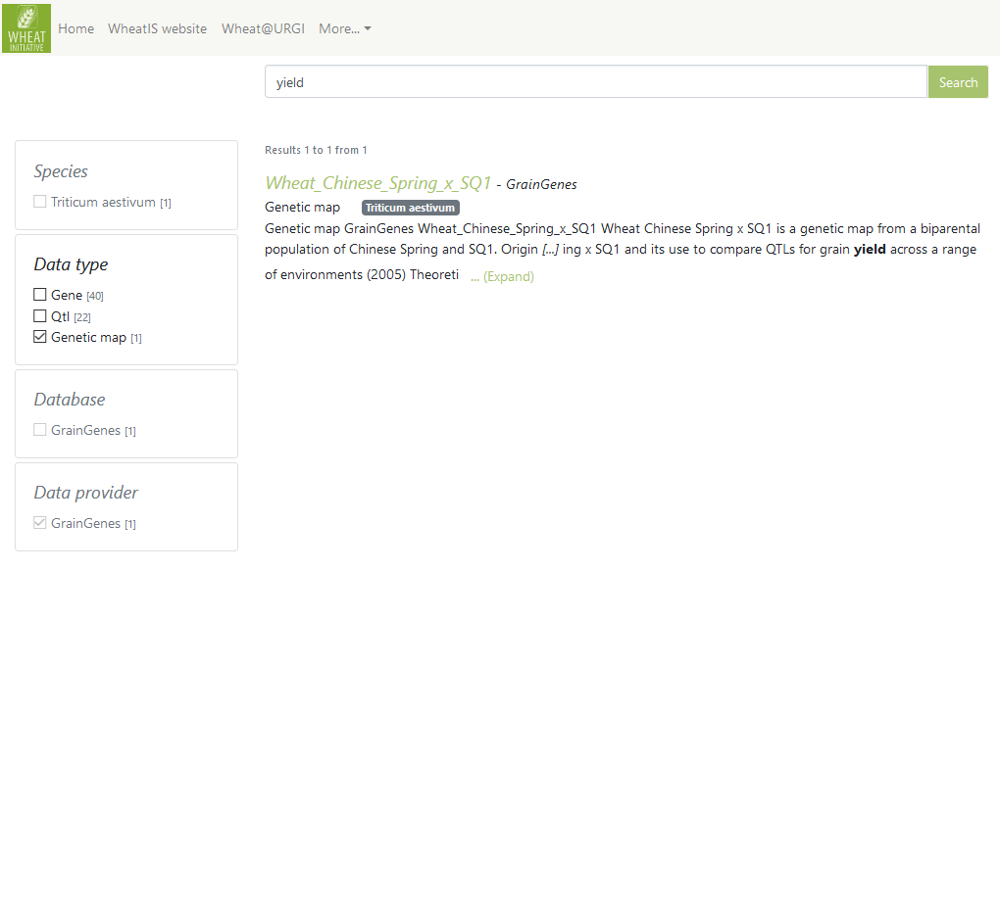 WHEAT
INITIATIVE
Home WheatIS website Wheat@URGI More...
yield
Search
Species
Triticum aestivum [1]
Data type
Gene [40]
Qtl [22]
Genetic map [1]
Database
GrainGenes [1]
Data provider
GrainGenes [1]
Results 1 to 1 from 1
Wheat_Chinese_Spring_x_SQ1 - GrainGenes
Genetic map Triticum aestivum
Genetic map GrainGenes Wheat_Chinese_Spring_x_SQ1 Wheat Chinese Spring x SQ1 is a genetic map from a biparental
population of Chinese Spring and SQ1. Origin [...] ing x SQ1 and its use to compare QTLs for grain yield across a range
of environments (2005) Theoreti ... (Expand)